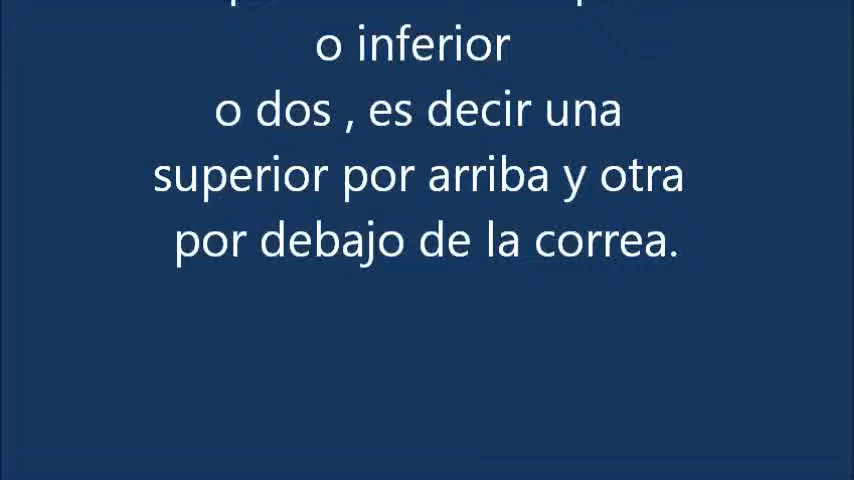 o inferior
o dos , es decir una
superior por arriba y otra
por debajo de la correa.